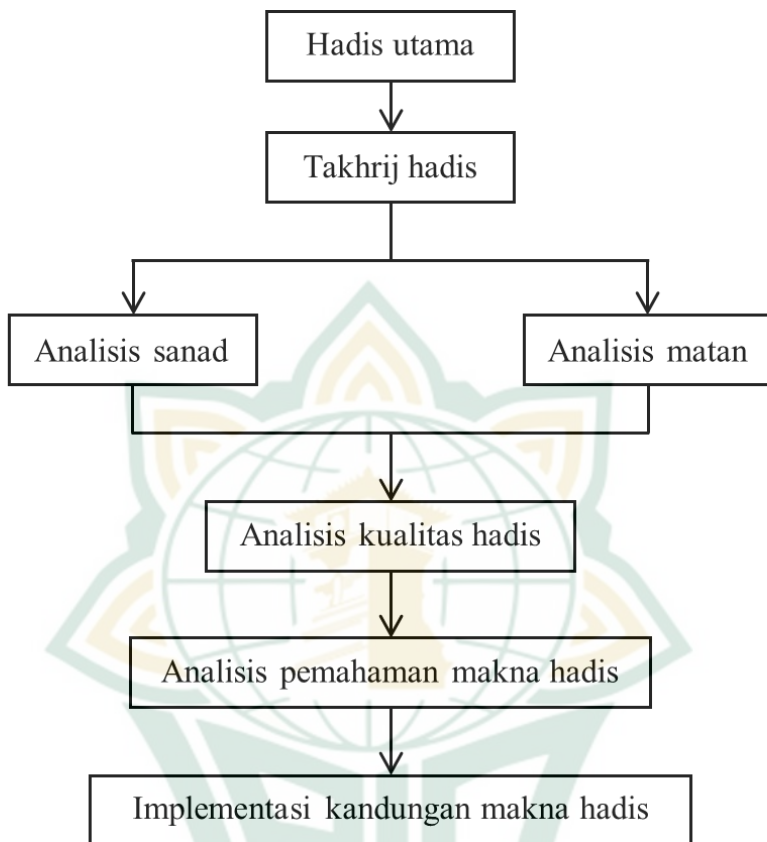 Hadis utama
Takhrij hadis
Analisis sanad
Analisis matan
Analisis kualitas hadis
Analisis pemahaman makna hadis
Implementasi kandungan makna hadis